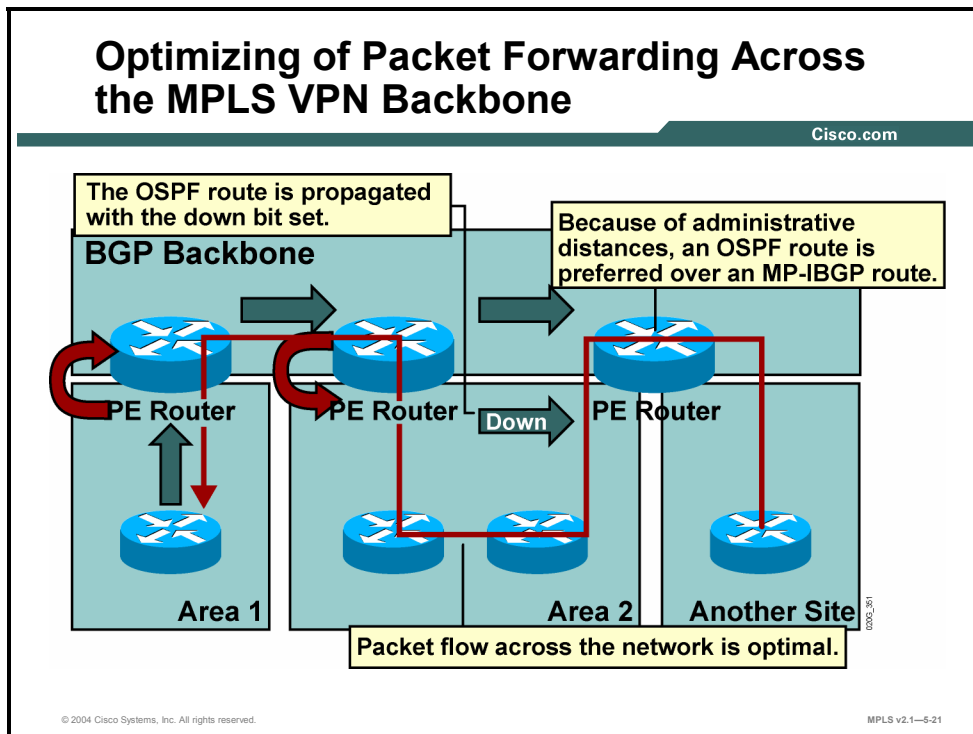 Optimizing of Packet Forwarding Across
the MPLS VPN Backbone
Cisco.com
The OSPF route is propagated
with the down bit set.
Because of administrative
distances, an OSPF route is
preferred over an MP-IBGP route.
BGP Backbone
PE Router
PE Router
PE Router
Down
Area 1
Area 2
Another Site
020G_351
Packet flow across the network is optimal.
© 2004 Cisco Systems, Inc. All rights reserved.
MPLS v2.1—5-21